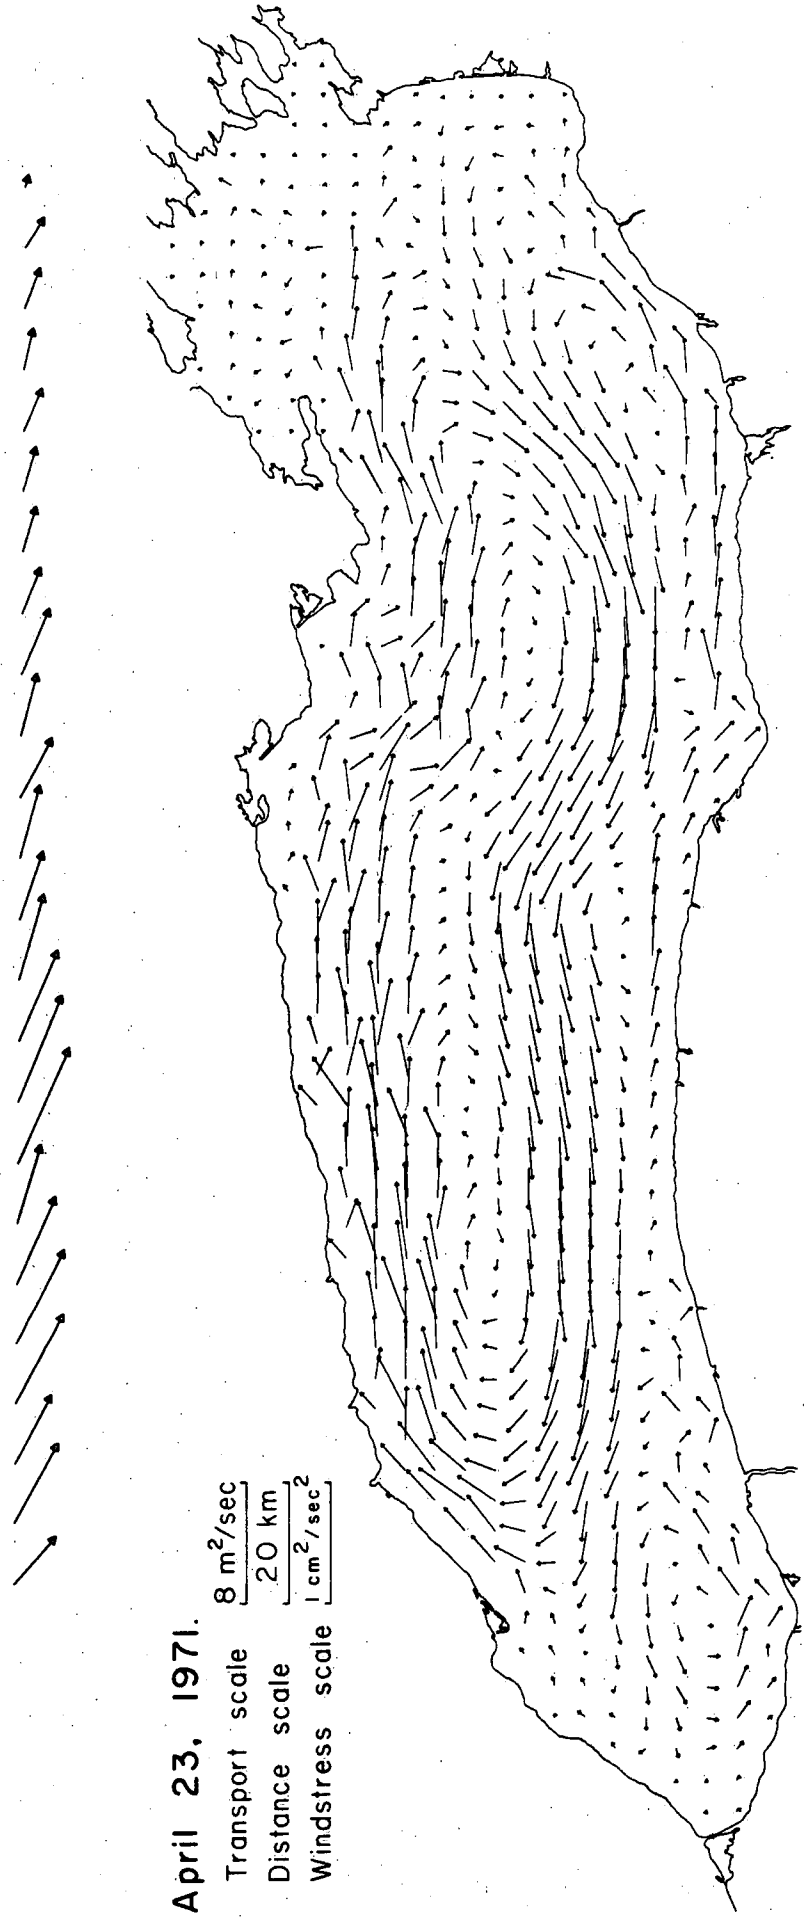 April 23, 1971.
Transport scale 8 m²/sec
Distance scale 20 km
Windstress scale 1 cm²/sec²